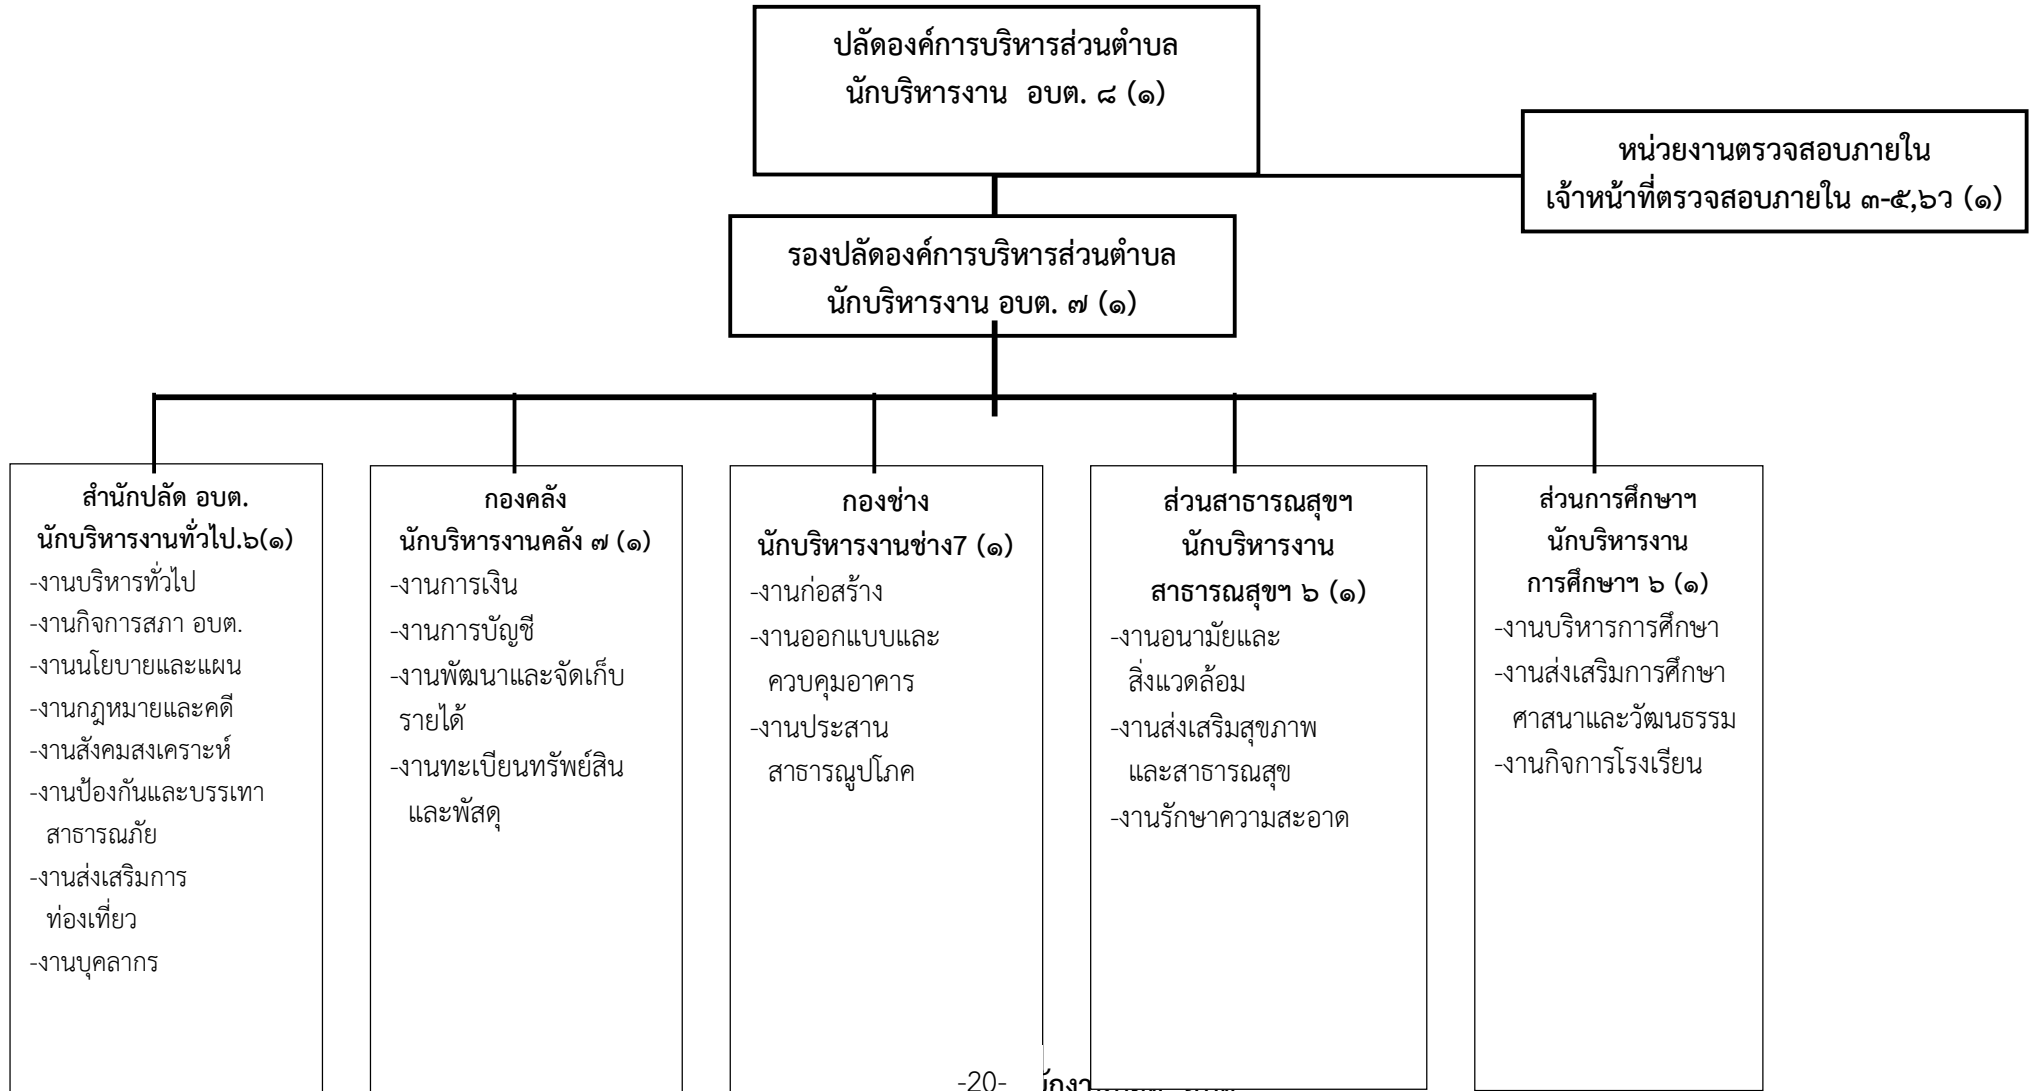 ปลัดองค์การบริหารส่วนตำบล
นักบริหารงาน อบต. ๘ (๑)
หน่วยงานตรวจสอบภายใน
เจ้าหน้าที่ตรวจสอบภายใน ๓-๕,๖ว (๑)
รองปลัดองค์การบริหารส่วนตำบล
นักบริหารงาน อบต. ๗ (๑)
สำนักปลัด อบต.
นักบริหารงานทั่วไป.๖(๑)
-งานบริหารทั่วไป
-งานกิจการสภา อบต.
-งานนโยบายและแผน
-งานกฎหมายและคดี
-งานสังคมสงเคราะห์
-งานป้องกันและบรรเทา
สาธารณภัย
-งานส่งเสริมการ
ท่องเที่ยว
-งานบุคลากร
กองคลัง
นักบริหารงานคลัง ๗ (๑)
-งานการเงิน
-งานการบัญชี
-งานพัฒนาและจัดเก็บ
รายได้
-งานทะเบียนทรัพย์สิน
และพัสดุ
กองช่าง
นักบริหารงานช่าง7 (๑)
-งานก่อสร้าง
-งานออกแบบและ
ควบคุมอาคาร
-งานประสาน
สาธารณูปโภค
ส่วนสาธารณสุขฯ
นักบริหารงาน
สาธารณสุขฯ ๖ (๑)
-งานอนามัยและ
สิ่งแวดล้อม
-งานส่งเสริมสุขภาพ
และสาธารณสุข
-งานรักษาความสะอาด
ส่วนการศึกษาฯ
นักบริหารงาน
การศึกษาฯ ๖ (๑)
-งานบริหารการศึกษา
-งานส่งเสริมการศึกษา
ศาสนาและวัฒนธรรม
-งานกิจการโรงเรียน
-20-